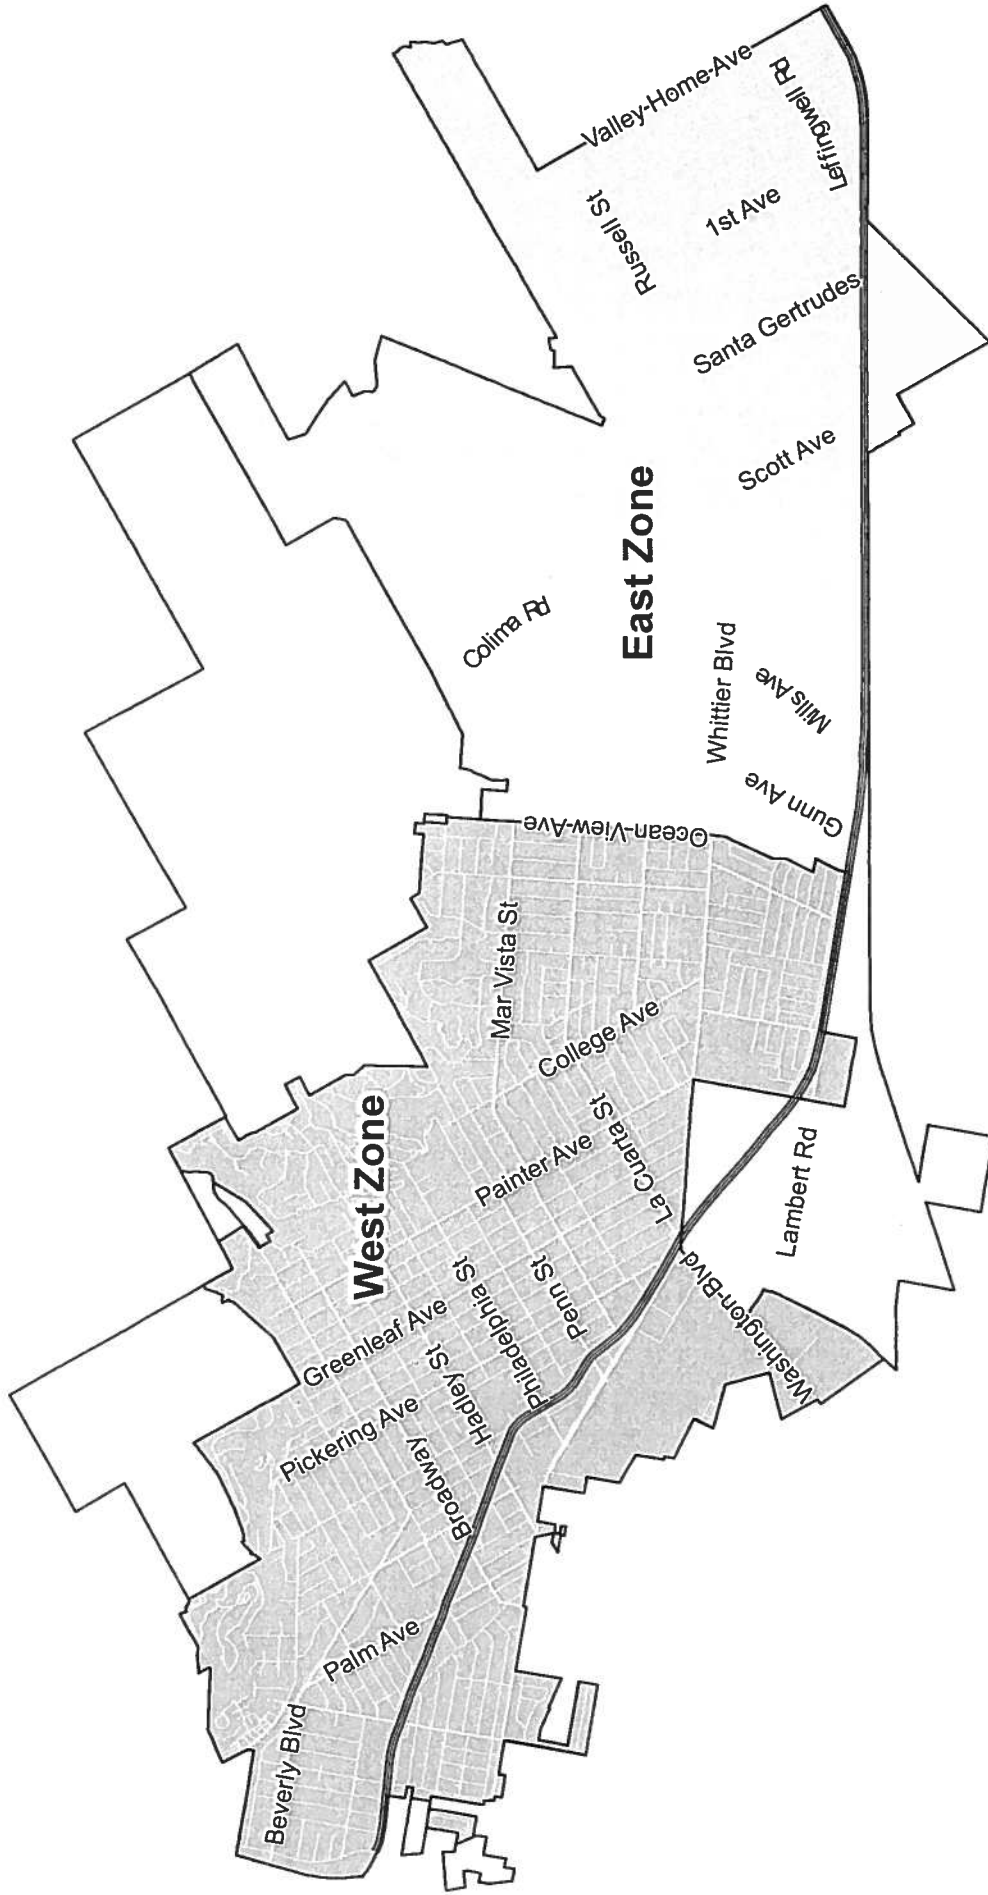 Beverly Blvd
Palm Ave
Pickering Ave
Broadway
Greenleaf Ave
Hadley St
Philadelphia St
West Zone
Penn St
Painter Ave
La Cuarta St
College Ave
Mar Vista St
Washington-Blvd
Lambert Rd
Ocean-View-Ave
Gunn Ave
Mills Ave
Whittier Blvd
Colima Rd
East Zone
Scott Ave
Santa Gertrudes
Russell St
1st Ave
Valley-Home-Ave
Leffingwell Rd